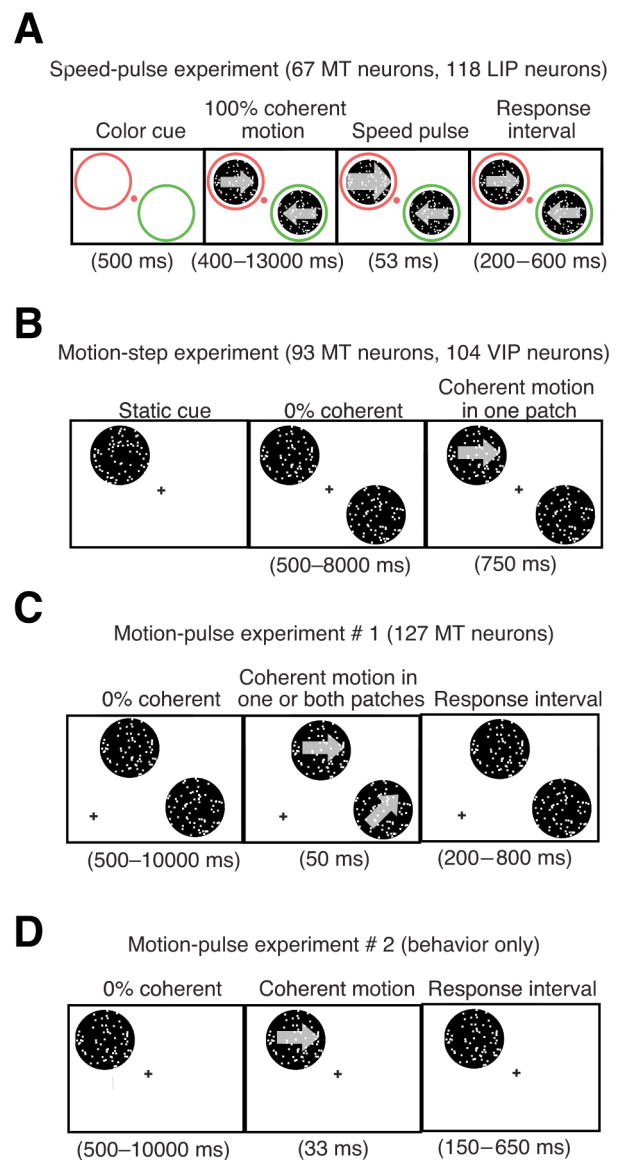 A
Speed-pulse experiment (67 MT neurons, 118 LIP neurons)
Color cue
100% coherent
motion
Speed pulse
Response
interval
(500 ms) (400–13000 ms) (53 ms) (200–600 ms)
B
Motion-step experiment (93 MT neurons, 104 VIP neurons)
Static cue
0% coherent
Coherent motion
in one patch
(500–8000 ms) (750 ms)
C
Motion-pulse experiment # 1 (127 MT neurons)
0% coherent
Coherent motion in
one or both patches
Response interval
(500–10000 ms) (50 ms) (200–800 ms)
D
Motion-pulse experiment # 2 (behavior only)
0% coherent Coherent motion Response interval
(500–10000 ms) (33 ms) (150–650 ms)